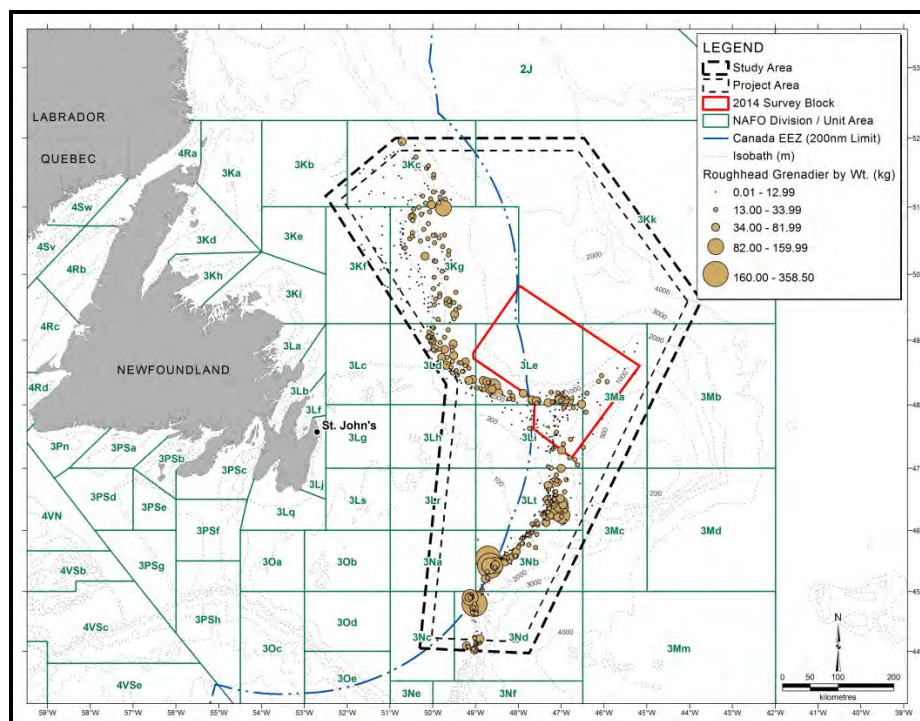 LEGEND
Study Area
Project Area
2014 Survey Block
NAFO Division / Unit Area
Canada EEZ (200nm Limit)
Isobath (m)
Roughhead Grenadier by Wt. (kg)
0.01 - 12.99
13.00 - 33.99
34.00 - 81.99
82.00 - 159.99
160.00 - 358.50
2J
LABRADOR
QUEBEC
4Ra
3Ka
3Kb
3Kc
3Kk
4Sw
4Sv
3Kd
3Ke
3Kf
3Kg
4Rb
3Kh
3Ki
2000
4000
3000
4Rc
3La
3Lc
3Ld
3Le
2000
1000
NEWFOUNDLAND
4Rd
3Lb
3Lf
3Ma
3Mb
St. John's
200
500
3Pn
3PSa
3PSb
3PSc
3Lg
3Lh
3Li
3PSd
3PSe
3Lj
3Ls
3Lr
3Lt
100
200
4VN
3PSf
3Lq
3Mc
3Md
4VSb
3PSg
3Oa
3Ob
3Na
3Nb
2000
3000
4VSc
3PSh
3Oc
3Od
3Nc
3Nd
4000
3Mm
4VSe
3Oe
3Ne
3Nf
N
0 50 100 200
kilometres
53
52
51
50
49
48
47
46
45
44
59°W 58°W 57°W 56°W 55°W 54°W 53°W 52°W 51°W 50°W 49°W 48°W 47°W 46°W 45°W 44°W 43°W 42°W 41°W 40°W 39°W